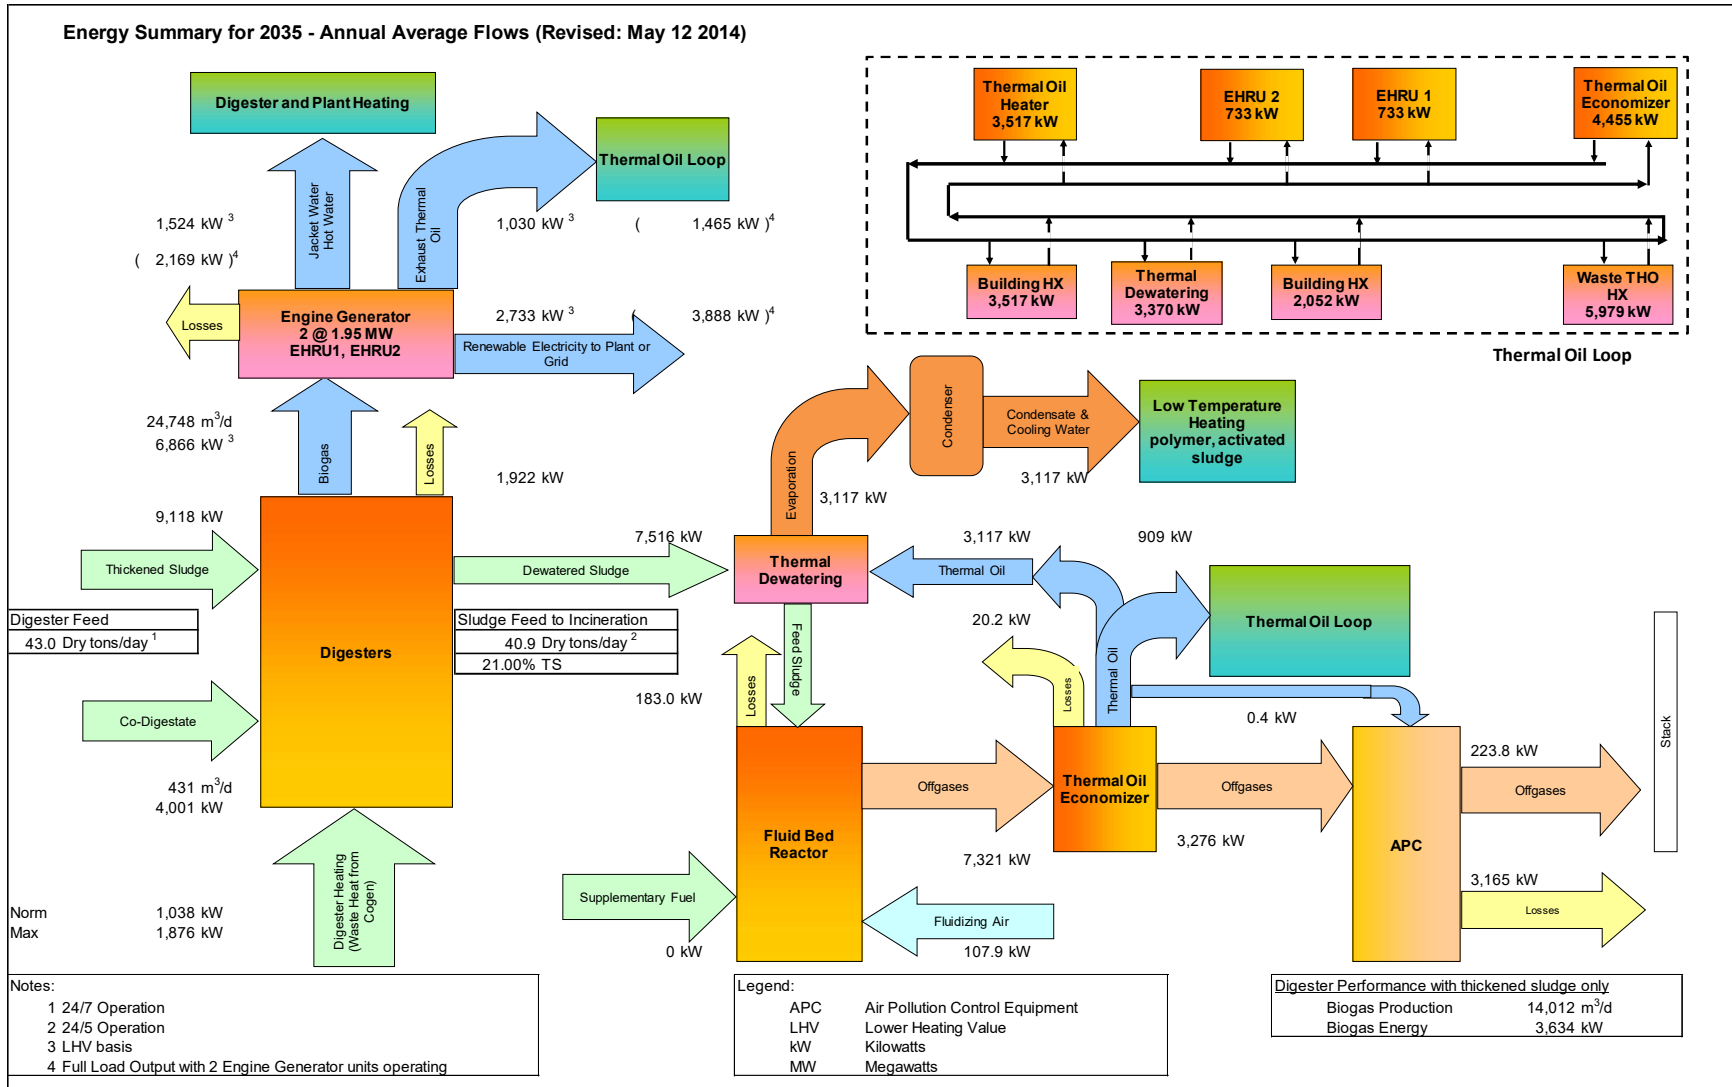 Energy Summary for 2035 - Annual Average Flows (Revised: May 12 2014)
Digester and Plant Heating
Thermal Oil Loop
Jacket Water
Hot Water
Exhaust Thermal
Oil
1,524 kW 3
( 2,169 kW )4
1,030 kW 3
( 1,465 kW )4
Losses
Engine Generator
2 @ 1.95 MW
EHRU1, EHRU2
2,733 kW 3
( 3,888 kW )4
Renewable Electricity to Plant or
Grid
Thermal Oil
Heater
3,517 kW
EHRU 2
733 kW
EHRU 1
733 kW
Thermal Oil
Economizer
4,455 kW
Building HX
3,517 kW
Thermal
Dewatering
3,370 kW
Building HX
2,052 kW
Waste THO
HX
5,979 kW
Thermal Oil Loop
24,748 m3/d
6,866 kW 3
Biogas
Losses
1,922 kW
Evaporation
3,117 kW
Condenser
Condensate &
Cooling Water
3,117 kW
Low Temperature
Heating
polymer, activated
sludge
9,118 kW
Thickened Sludge
Digester Feed
43.0 Dry tons/day 1
Digesters
7,516 kW
Dewatered Sludge
Sludge Feed to Incineration
40.9 Dry tons/day 2
21.00% TS
Thermal
Dewatering
3,117 kW
Thermal Oil
909 kW
Thermal Oil Loop
20.2 kW
Losses
Thermal Oil
Feed Sludge
183.0 kW
Losses
0.4 kW
Co-Digestate
431 m3/d
4,001 kW
Fluid Bed
Reactor
Offgases
7,321 kW
Thermal Oil
Economizer
Offgases
3,276 kW
APC
223.8 kW
Offgases
Stack
3,165 kW
Losses
Supplementary Fuel
0 kW
Fluidizing Air
107.9 kW
Digester Heating
(Waste Heat from
Cogen)
Norm 1,038 kW
Max 1,876 kW
Notes:
1 24/7 Operation
2 24/5 Operation
3 LHV basis
4 Full Load Output with 2 Engine Generator units operating
Legend:
APC Air Pollution Control Equipment
LHV Lower Heating Value
kW Kilowatts
MW Megawatts
Digester Performance with thickened sludge only
Biogas Production 14,012 m3/d
Biogas Energy 3,634 kW